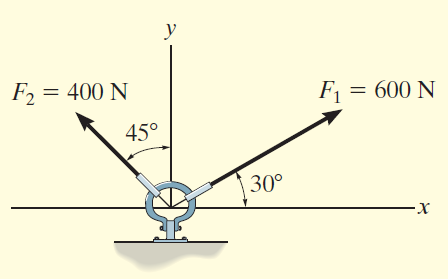 y
F₂ = 400 N
F₁ = 600 N
45°
30°
x